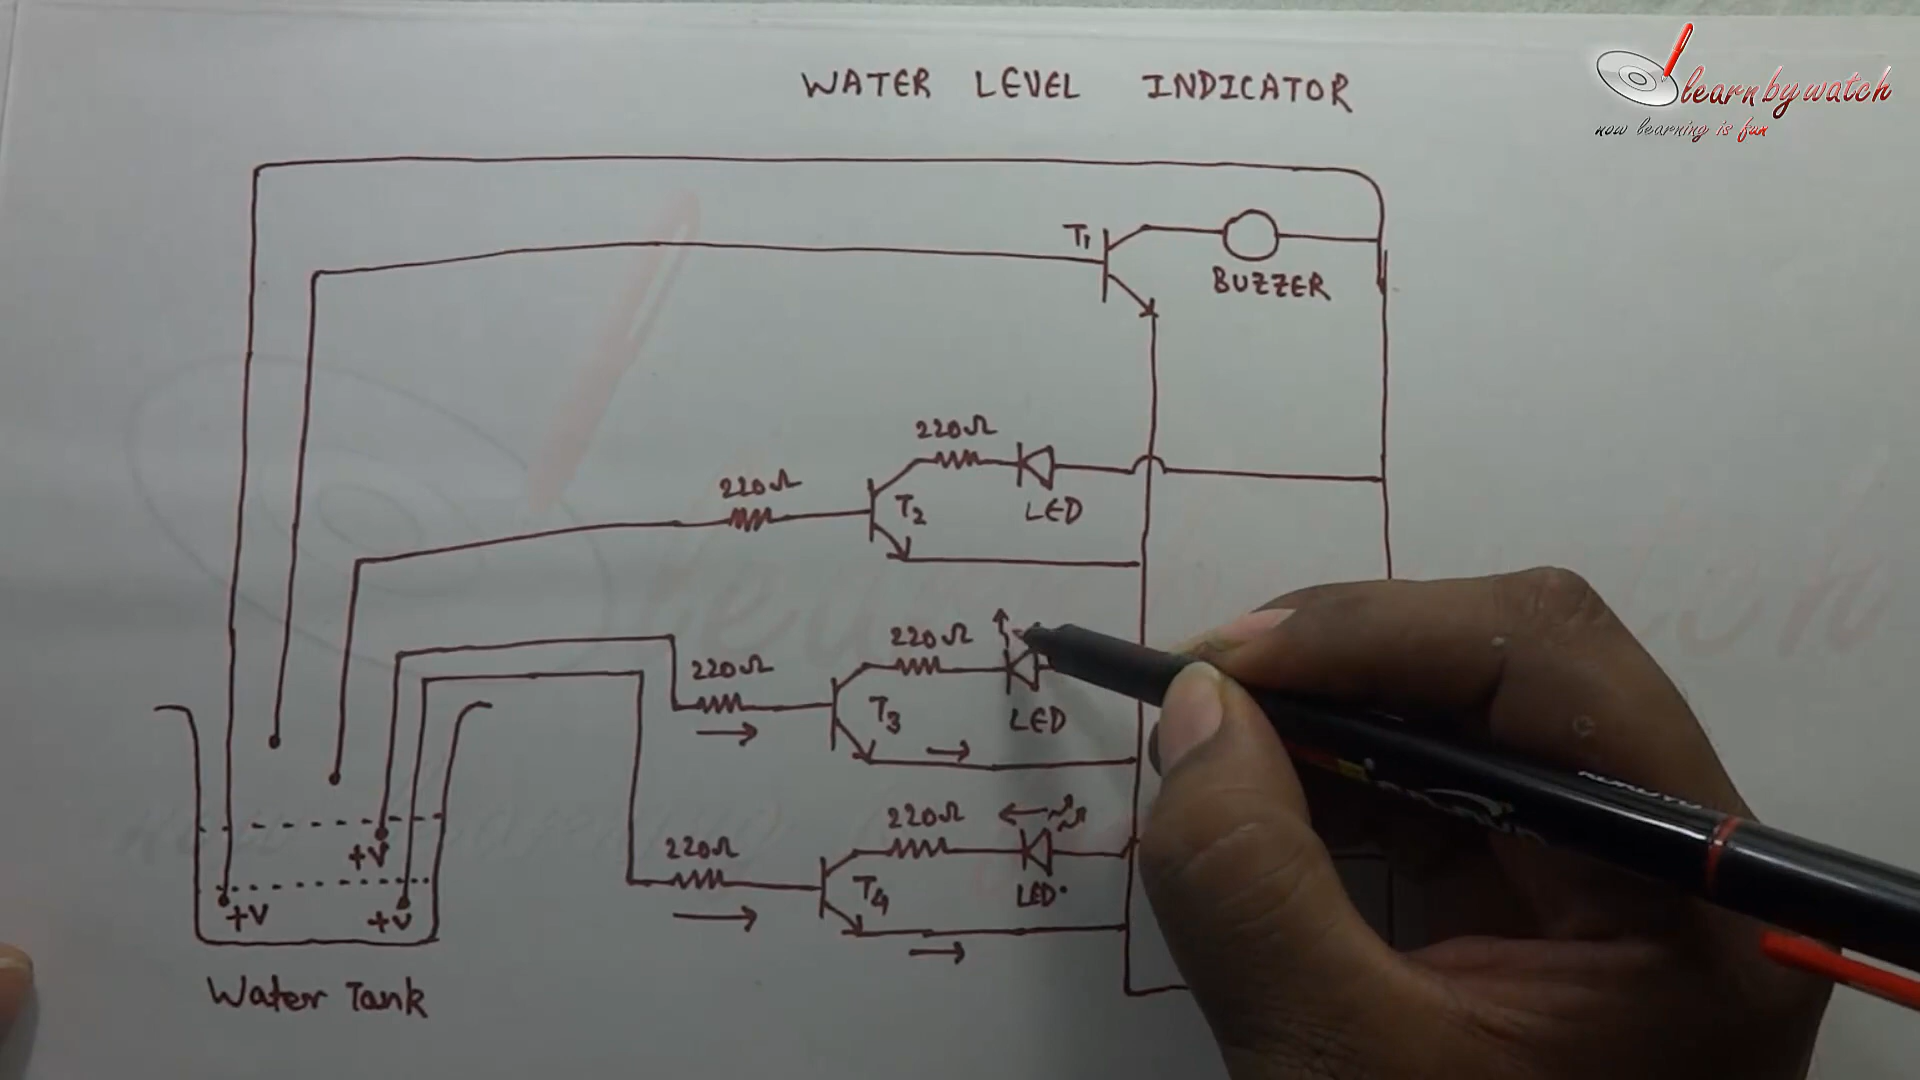 WATER LEVEL INDICATOR
learnbywatch
now learning is fun
T1
BUZZER
220Ω
220Ω
T2
LED
220Ω
220Ω
T3
LED
220Ω
220Ω
T4
LED
+V
+V
+V
Water Tank